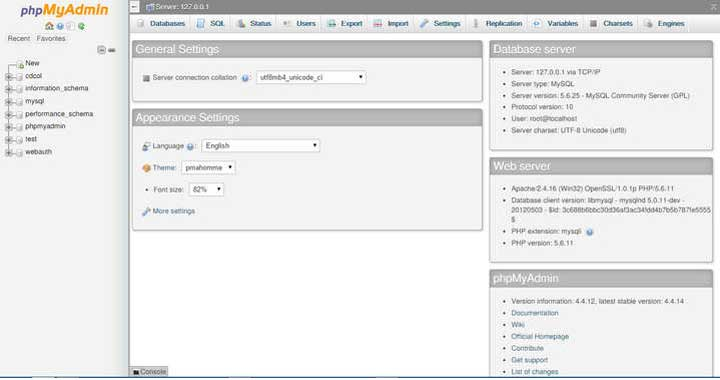 phpMyAdmin
Recent Favorites
New
cdcol
information_schema
mysql
performance_schema
phpmyadmin
test
webauth
Server: 127.0.0.1
Databases SQL Status Users Export Import Settings Replication Variables Charsets Engines
General Settings
Server connection collation : utf8mb4_unicode_ci
Appearance Settings
Language : English
Theme: pmahomme
Font size: 82%
More settings
Database server
Server: 127.0.0.1 via TCP/IP
Server type: MySQL
Server version: 5.6.25 - MySQL Community Server (GPL)
Protocol version: 10
User: root@localhost
Server charset: UTF-8 Unicode (utf8)
Web server
Apache/2.4.16 (Win32) OpenSSL/1.0.1p PHP/5.6.11
Database client version: libmysql - mysqlnd 5.0.11-dev -
20120503 - $Id:
$
PHP extension: mysqli
PHP version: 5.6.11
phpMyAdmin
Version information: 4.4.12, latest stable version: 4.4.14
Documentation
Wiki
Official Homepage
Contribute
Get support
List of changes
Console